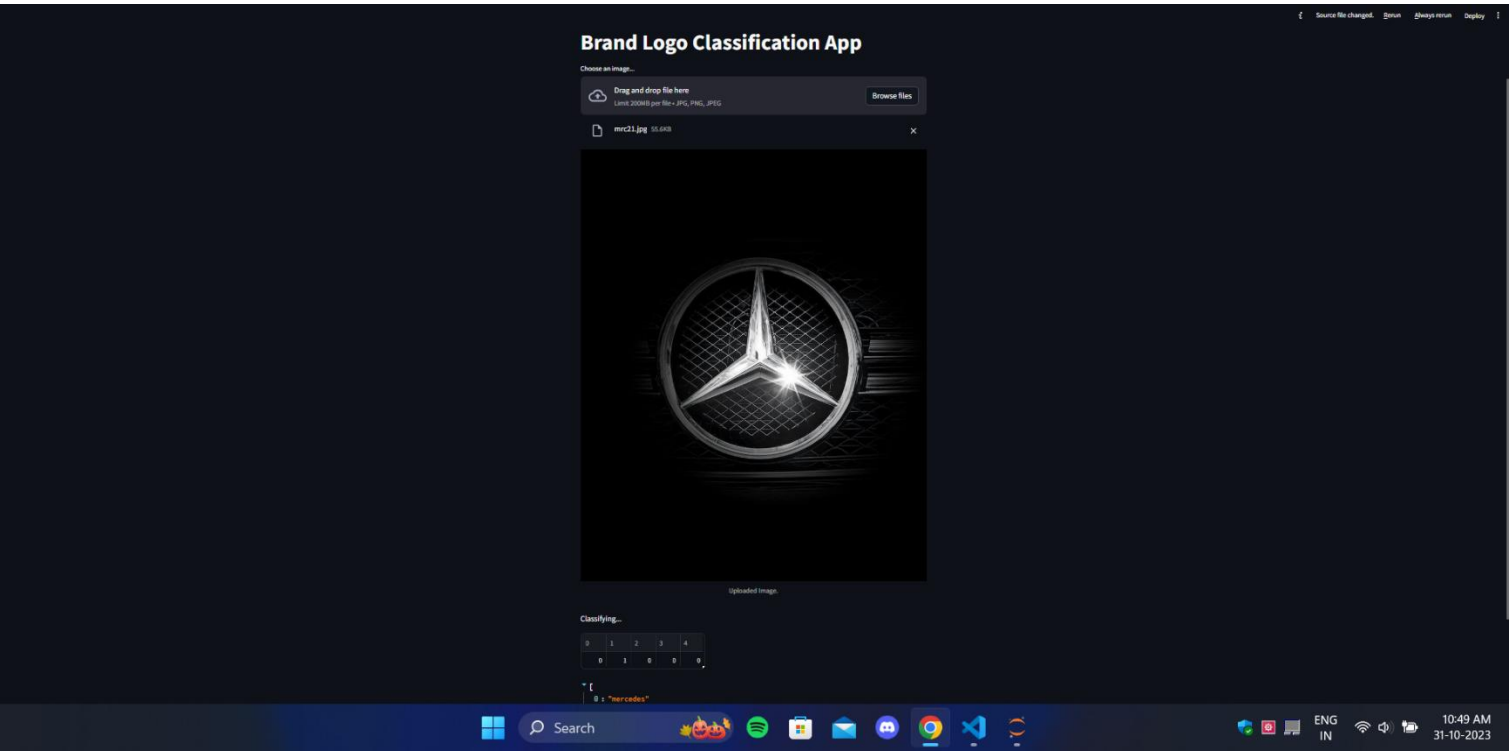 Source file changed. Rerun Always rerun Deploy
Brand Logo Classification App
Choose an image...
Drag and drop file here
Limit 200MB per file • JPG, PNG, JPEG
Browse files
mrc21.jpg 55.6KB
Uploaded Image.
Classifying...
0 1 2 3 4
0 1 0 0 0
[
0 : "mercedes"
Search
ENG
IN
10:49 AM
31-10-2023